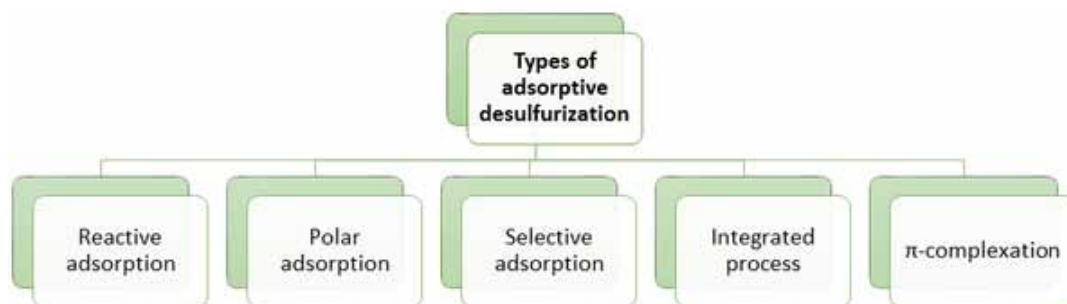 Types of
adsorptive
desulfurization
Reactive
adsorption
Polar
adsorption
Selective
adsorption
Integrated
process
π-complexation